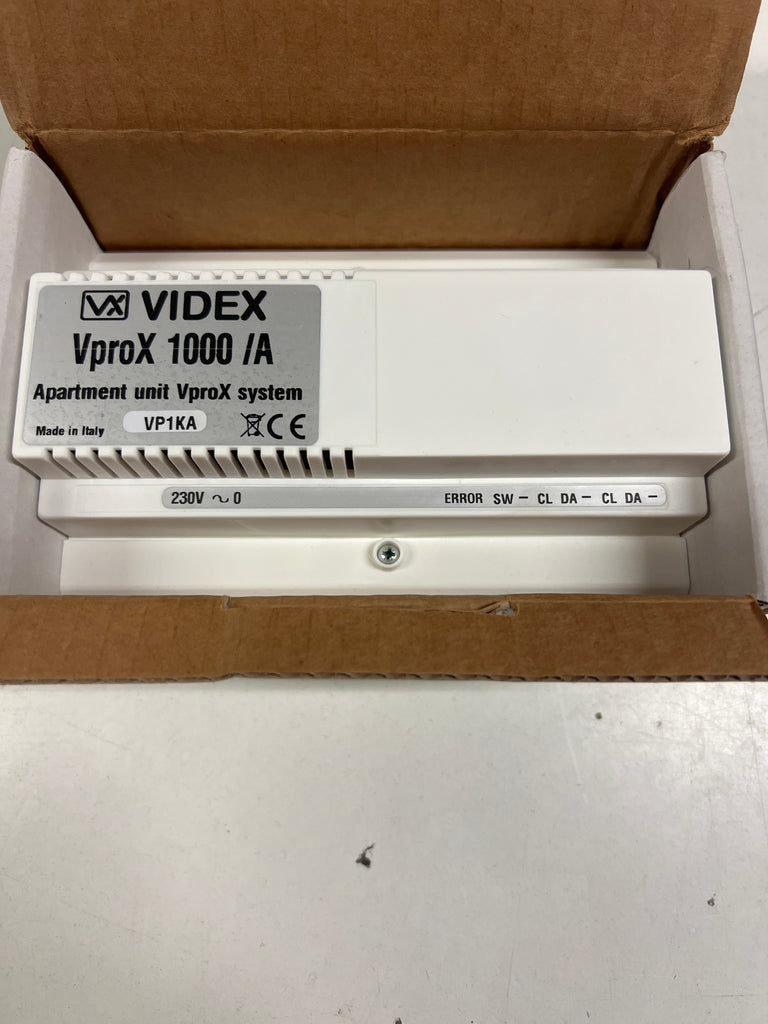 VX VIDEX
VproX 1000 /A
Apartment unit VproX system
Made in Italy VP1KA CE
230V ~ 0 ERROR SW - CL DA - CL DA -